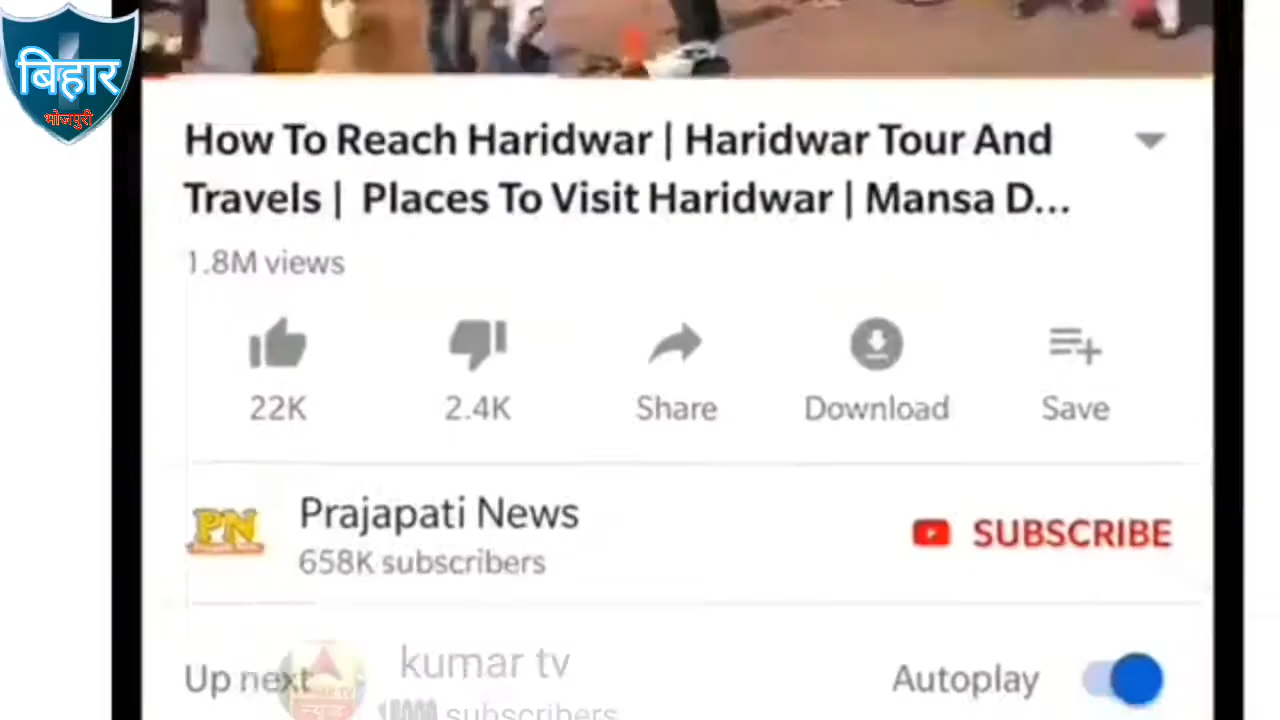 बिहार
भोजपुरी
How To Reach Haridwar | Haridwar Tour And
Travels | Places To Visit Haridwar | Mansa D...
1.8M views
22K
2.4K
Share
Download
Save
PN
Prajapati News
658K subscribers
SUBSCRIBE
Up next
kumar tv
subscribers
Autoplay